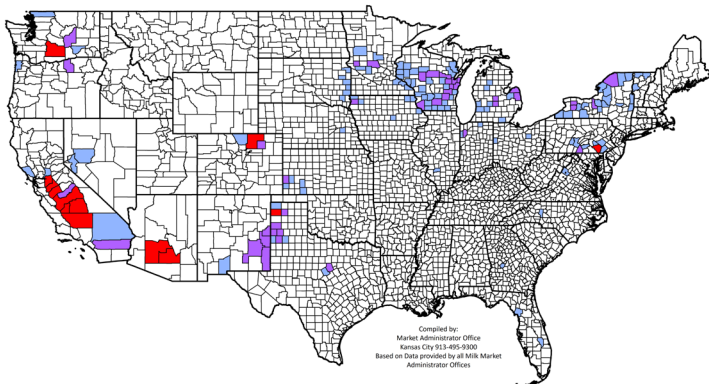 Compiled by:
Market Administrator Office
Kansas City 913-495-9300
Based on Data provided by all Milk Market
Administrator Offices